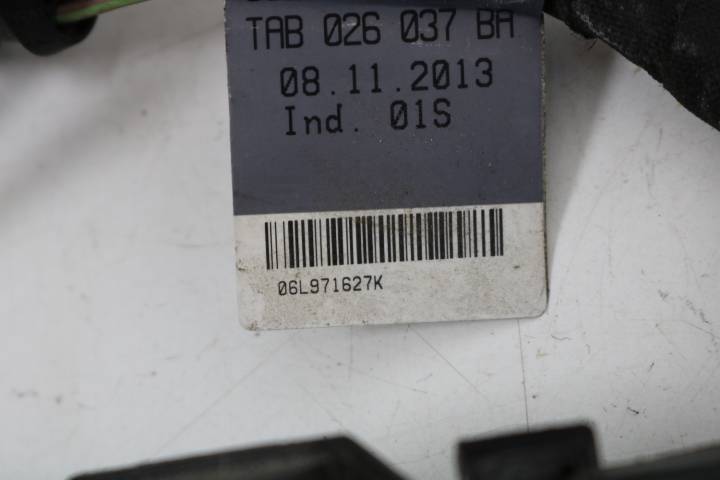 TAB 026 037 BA
08.11.2013
Ind. 01S
06L971627K